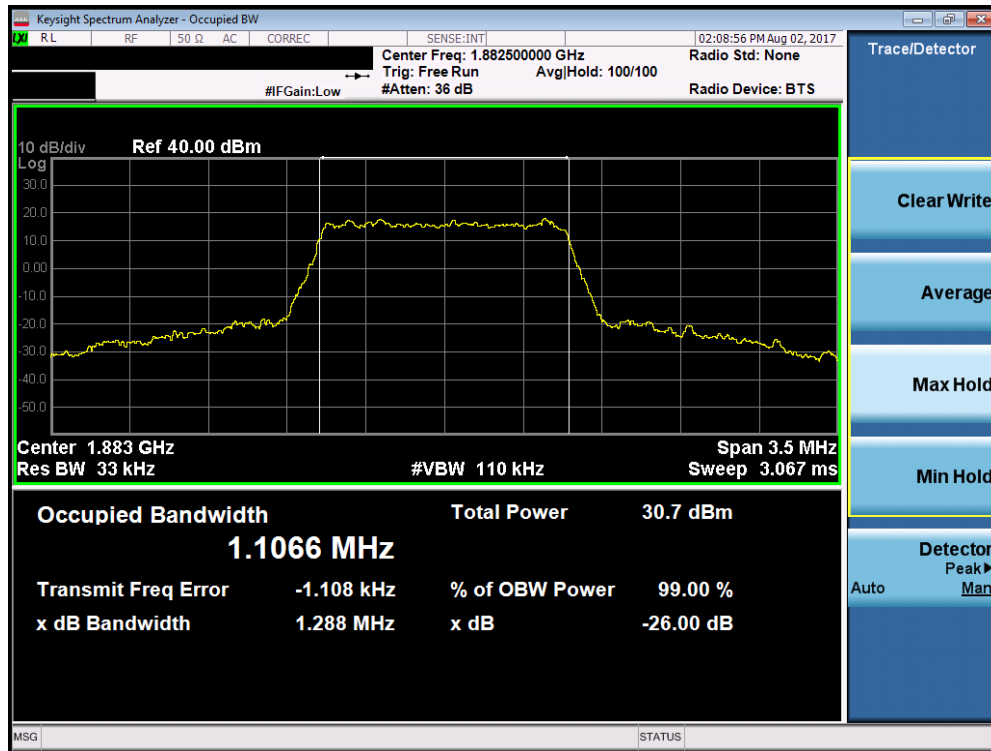 Keysight Spectrum Analyzer - Occupied BW
LXI RL RF 50 Ω AC CORREC SENSE:INT 02:08:56 PM Aug 02, 2017
Center Freq: 1.882500000 GHz Radio Std: None
Trig: Free Run Avg|Hold: 100/100
#IFGain:Low #Atten: 36 dB Radio Device: BTS
Trace/Detector
10 dB/div Ref 40.00 dBm
Log
30.0
20.0
10.0
0.00
-10.0
-20.0
-30.0
-40.0
-50.0
Center 1.883 GHz Span 3.5 MHz
Res BW 33 kHz #VBW 110 kHz Sweep 3.067 ms
Occupied Bandwidth Total Power 30.7 dBm
1.1066 MHz
Transmit Freq Error -1.108 kHz % of OBW Power 99.00 %
x dB Bandwidth 1.288 MHz x dB -26.00 dB
Clear Write
Average
Max Hold
Min Hold
Detector
Peak▶
Auto Man
MSG STATUS